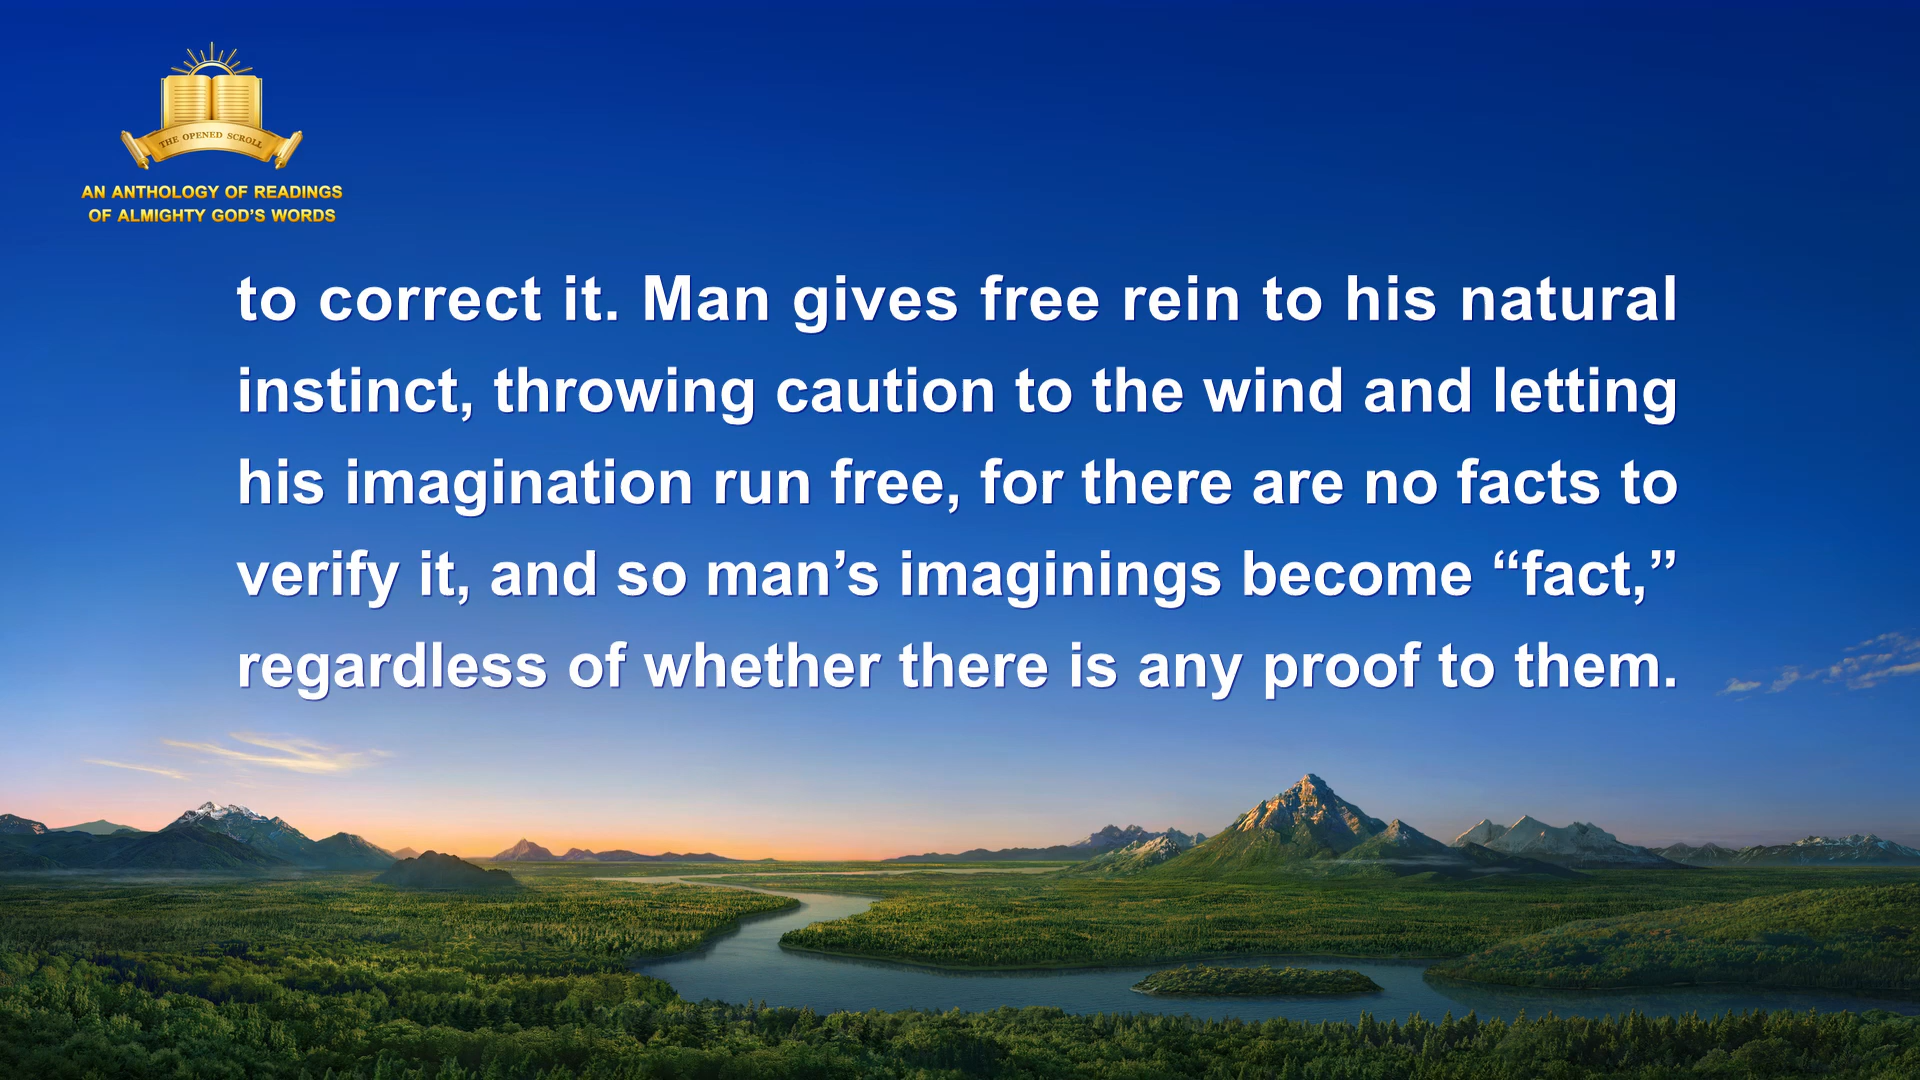 THE OPENED SCROLL
AN ANTHOLOGY OF READINGS
OF ALMIGHTY GOD’S WORDS
to correct it. Man gives free rein to his natural
instinct, throwing caution to the wind and letting
his imagination run free, for there are no facts to
verify it, and so man’s imaginings become “fact,”
regardless of whether there is any proof to them.